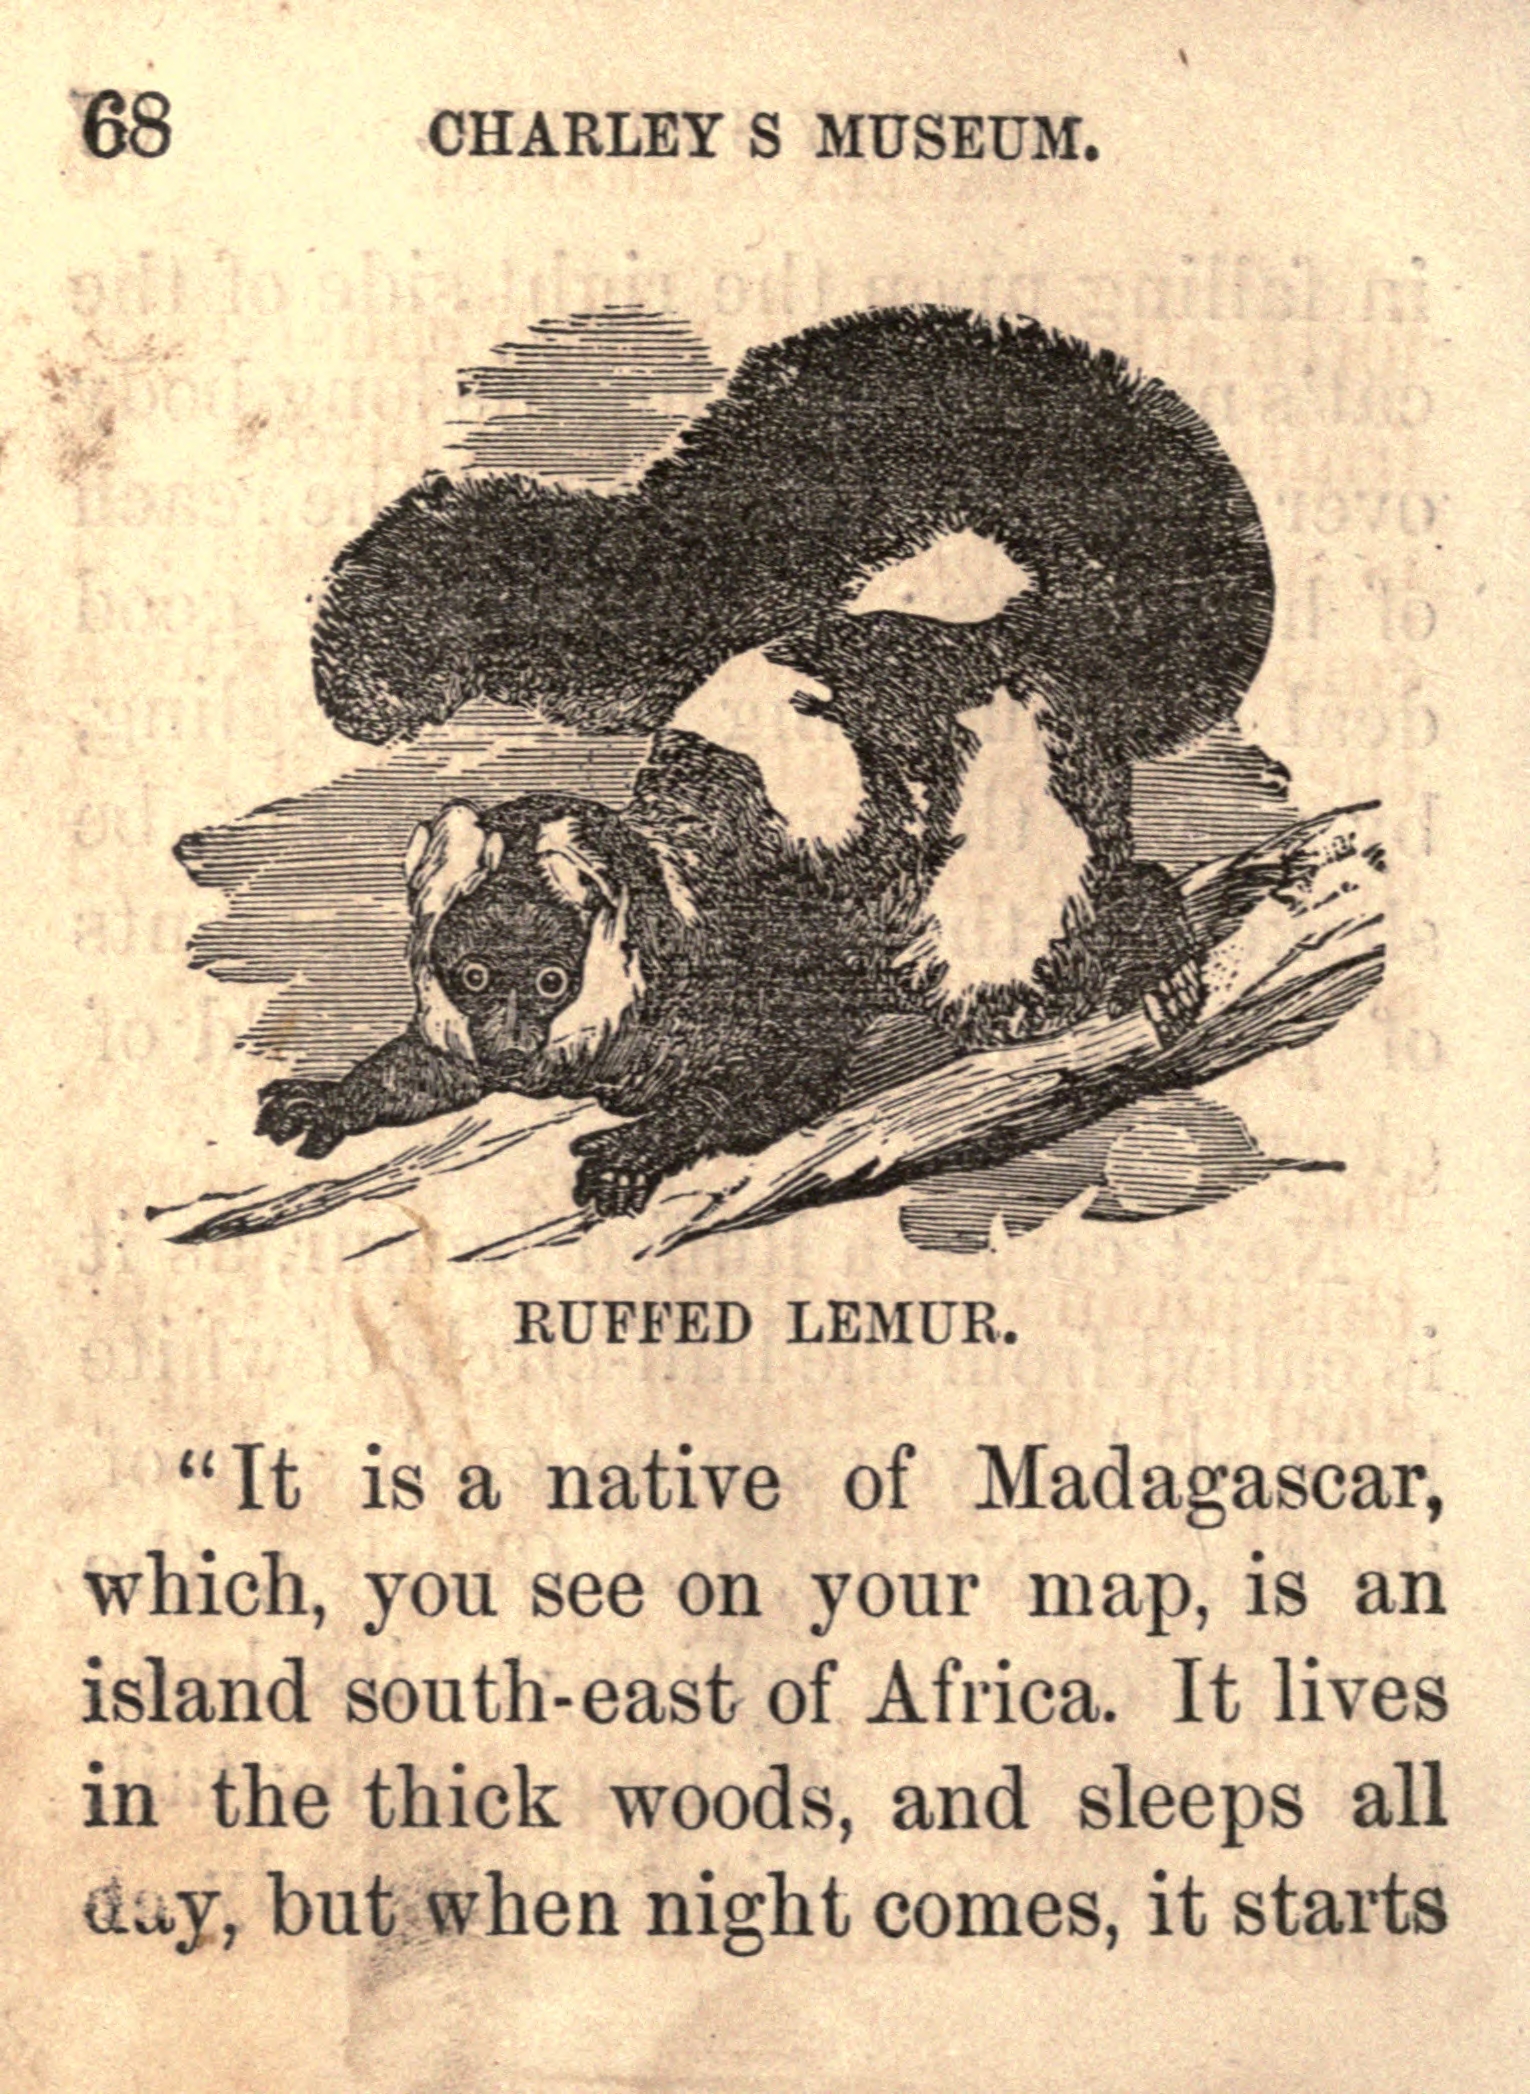 68
CHARLEY S MUSEUM.
RUFFED LEMUR.
"It is a native of Madagascar,
which, you see on your map, is an
island south-east of Africa. It lives
in the thick woods, and sleeps all
day, but when night comes, it starts